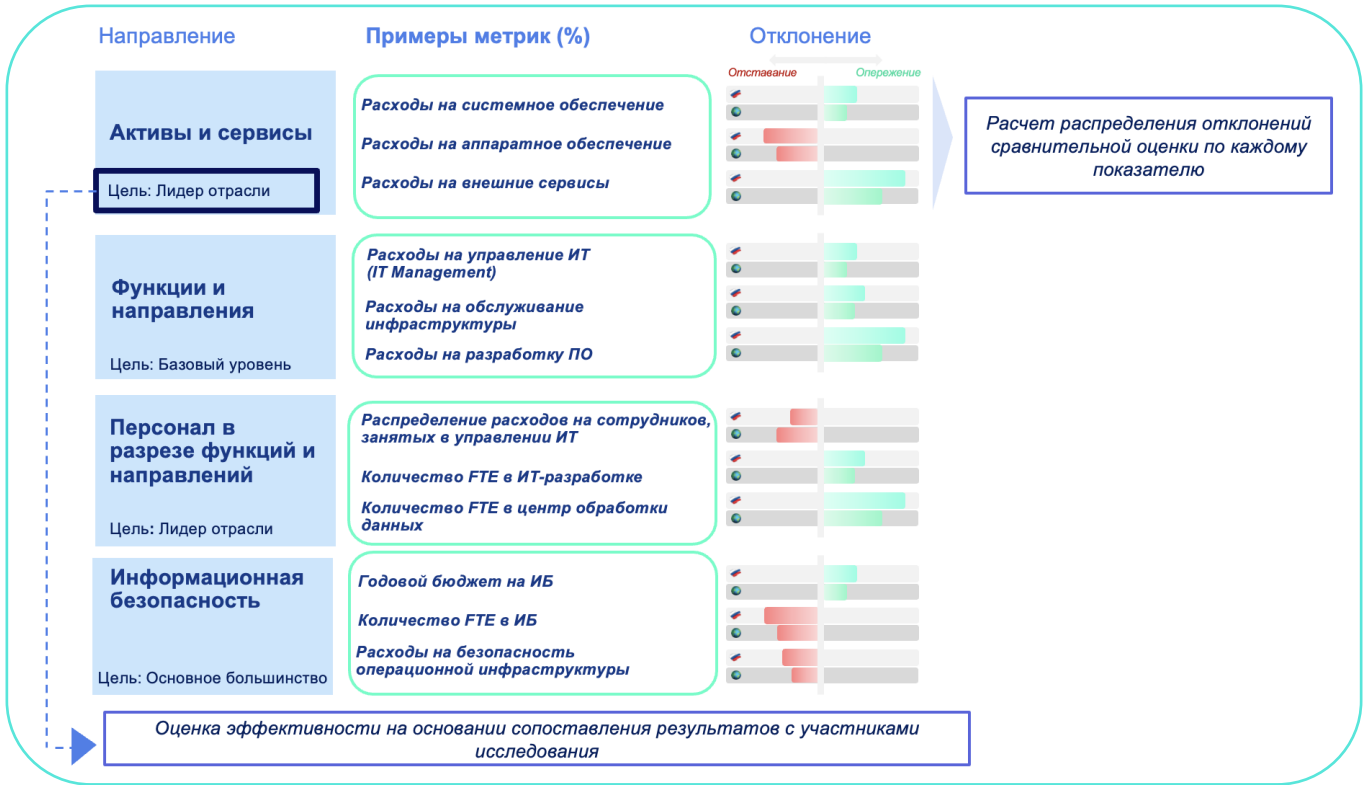 Направление
Примеры метрик (%)
Отклонение
Отставание
Опережение
Активы и сервисы
Цель: Лидер отрасли
Расходы на системное обеспечение
Расходы на аппаратное обеспечение
Расходы на внешние сервисы
Расчет распределения отклонений
сравнительной оценки по каждому
показателю
Функции и
направления
Цель: Базовый уровень
Расходы на управление ИТ
(IT Management)
Расходы на обслуживание
инфраструктуры
Расходы на разработку ПО
Персонал в
разрезе функций и
направлений
Цель: Лидер отрасли
Распределение расходов на сотрудников,
занятых в управлении ИТ
Количество FTE в ИТ-разработке
Количество FTE в центр обработки
данных
Информационная
безопасность
Цель: Основное большинство
Годовой бюджет на ИБ
Количество FTE в ИБ
Расходы на безопасность
операционной инфраструктуры
Оценка эффективности на основании сопоставления результатов с участниками
исследования